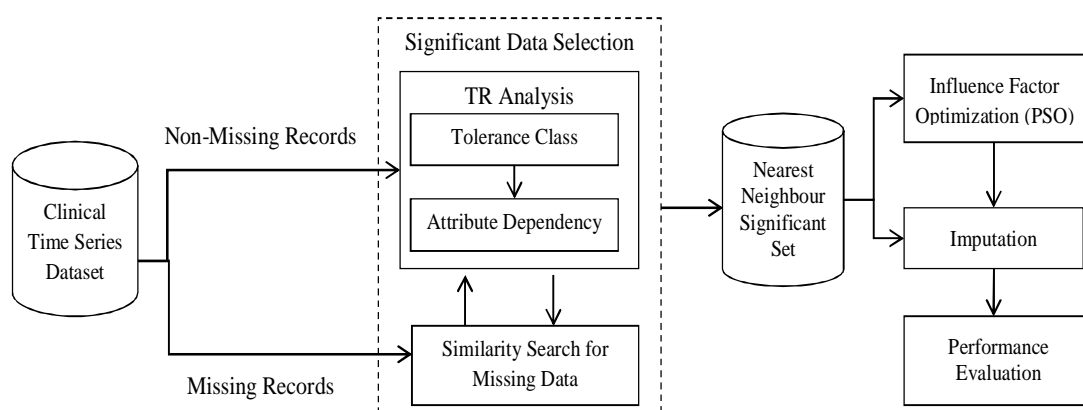 Clinical
Time Series
Dataset
Non-Missing Records
Missing Records
Significant Data Selection
TR Analysis
Tolerance Class
Attribute Dependency
Similarity Search for
Missing Data
Nearest
Neighbour
Significant
Set
Influence Factor
Optimization (PSO)
Imputation
Performance
Evaluation